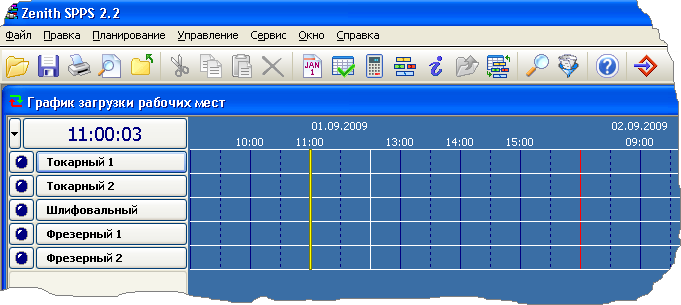 Zenith SPPS 2.2
Файл Правка Планирование Управление Сервис Окно Справка
JAN 1
График загрузки рабочих мест
11:00:03
01.09.2009 02.09.2009
10:00 11:00 13:00 14:00 15:00 09:00
Токарный 1
Токарный 2
Шлифовальный
Фрезерный 1
Фрезерный 2